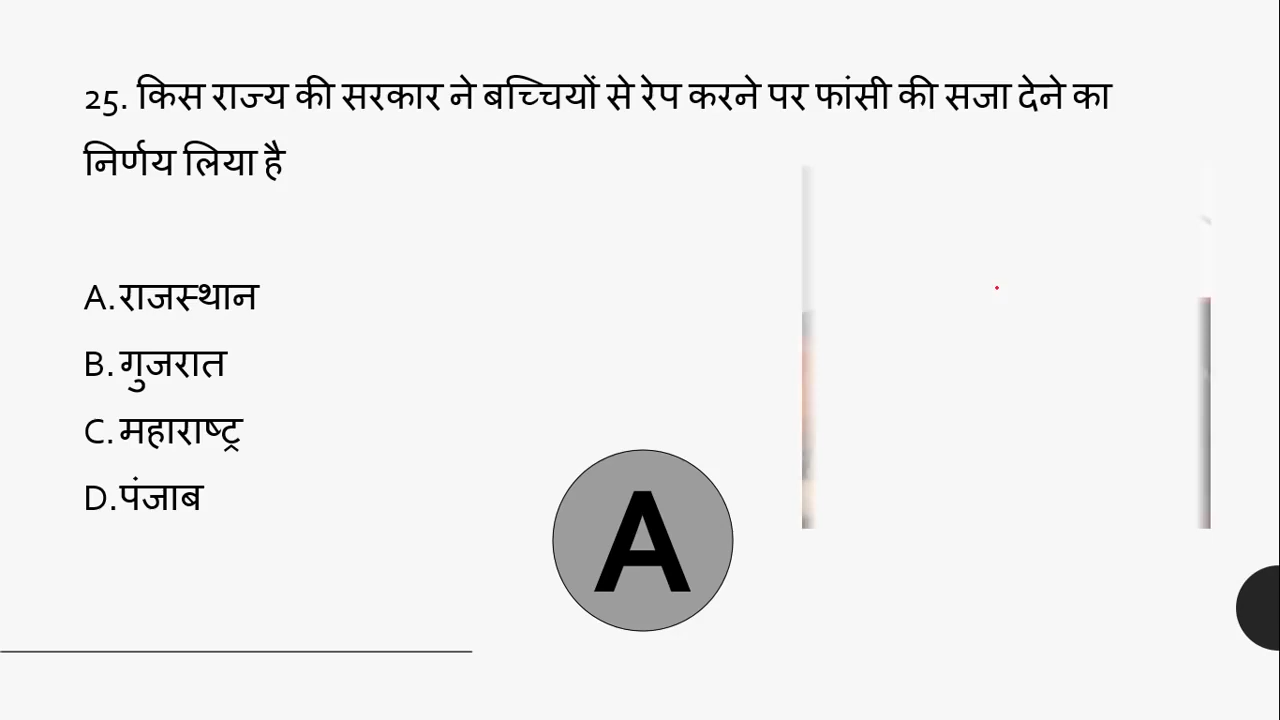 25. किस राज्य की सरकार ने बच्चियों से रेप करने पर फांसी की सजा देने का
निर्णय लिया है
A. राजस्थान
B. गुजरात
C. महाराष्ट्र
D. पंजाब
A